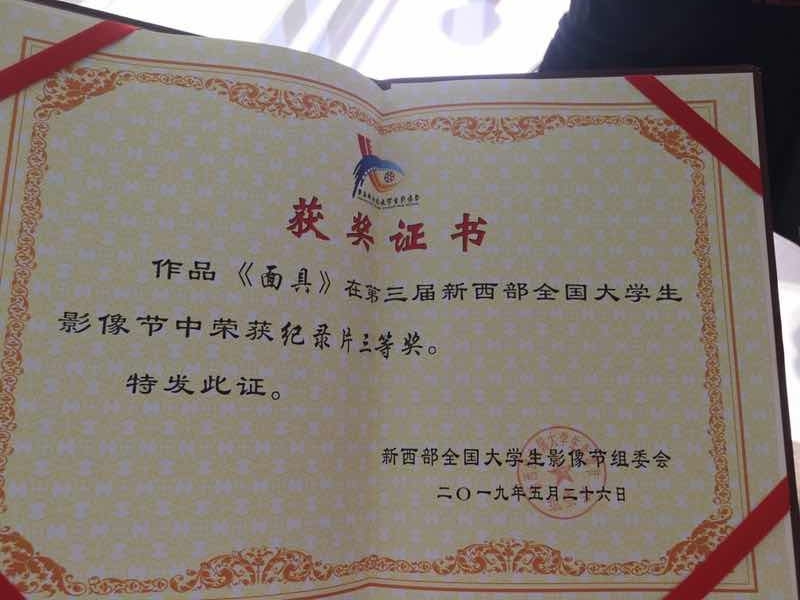 获奖证书
作品《面具》在第三届新西部全国大学生
影像节中荣获纪录片三等奖。
特发此证。
新西部全国大学生影像节组委会
二〇一九年五月二十六日